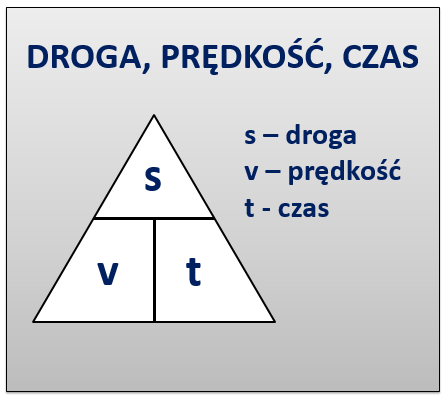 DROGA, PRĘDKOŚĆ, CZAS
s – droga
v – prędkość
t - czas
s
v t